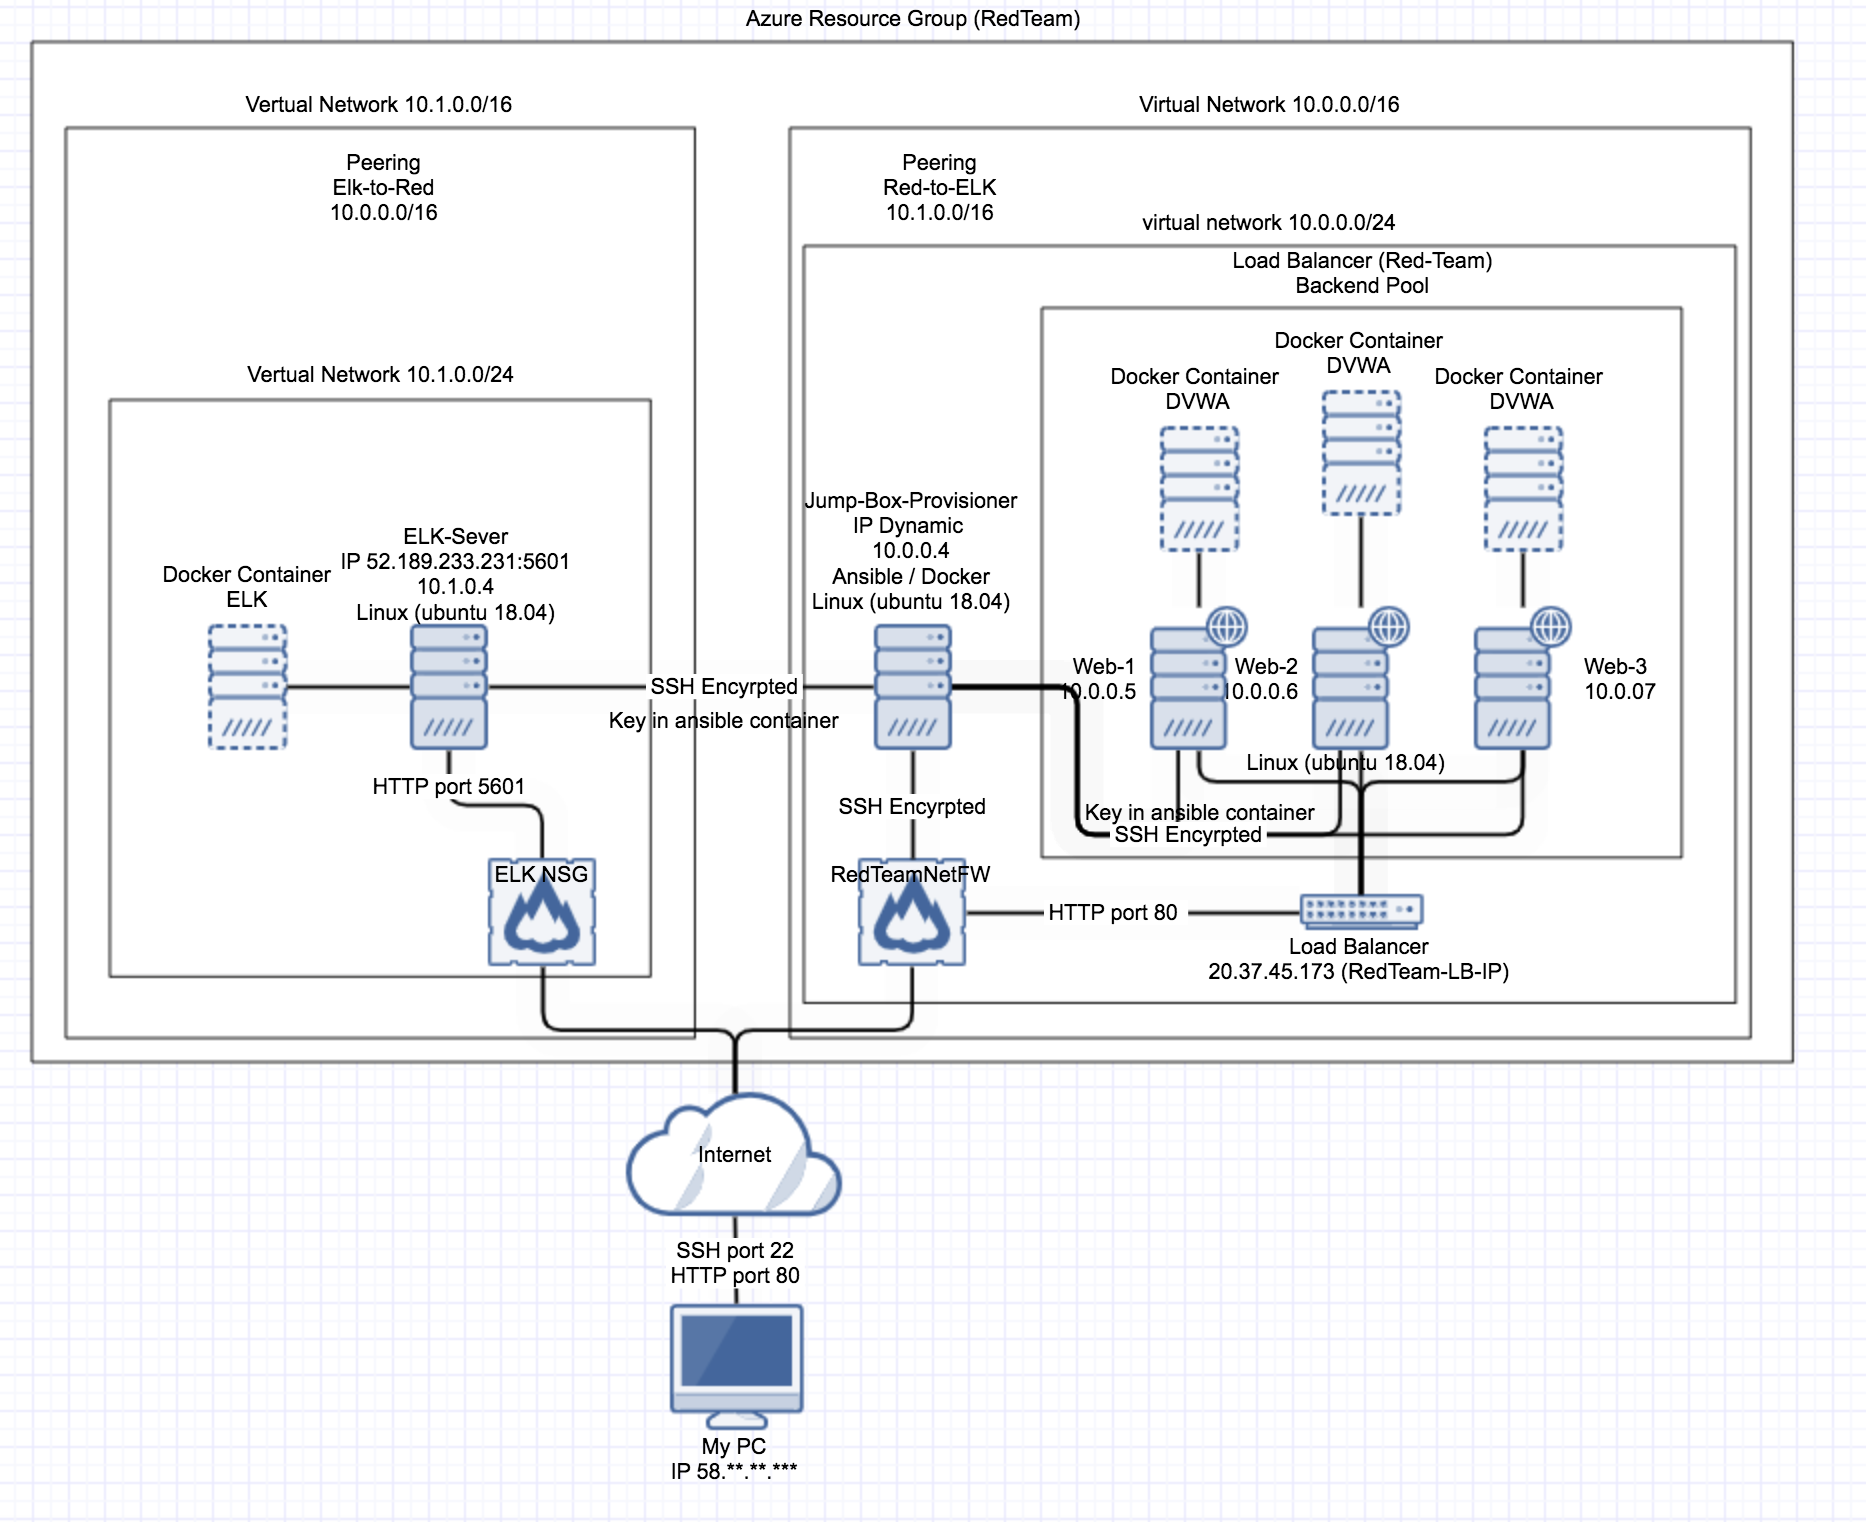 Azure Resource Group (RedTeam)
Vertual Network 10.1.0.0/16
Virtual Network 10.0.0.0/16
Peering
Elk-to-Red
10.0.0.0/16
Peering
Red-to-ELK
10.1.0.0/16
virtual network 10.0.0.0/24
Load Balancer (Red-Team)
Backend Pool
Docker Container
DVWA
Docker Container
DVWA
Docker Container
DVWA
Vertual Network 10.1.0.0/24
Docker Container
ELK
ELK-Sever
IP 52.189.233.231:5601
10.1.0.4
Linux (ubuntu 18.04)
Jump-Box-Provisioner
IP Dynamic
10.0.0.4
Ansible / Docker
Linux (ubuntu 18.04)
SSH Encyrpted
Key in ansible container
Web-1
10.0.0.5
Web-2
10.0.0.6
Web-3
10.0.07
Linux (ubuntu 18.04)
Key in ansible container
SSH Encyrpted
HTTP port 5601
SSH Encyrpted
ELK NSG
RedTeamNetFW
HTTP port 80
Load Balancer
20.37.45.173 (RedTeam-LB-IP)
Internet
SSH port 22
HTTP port 80
My PC
IP 58.**.**.***